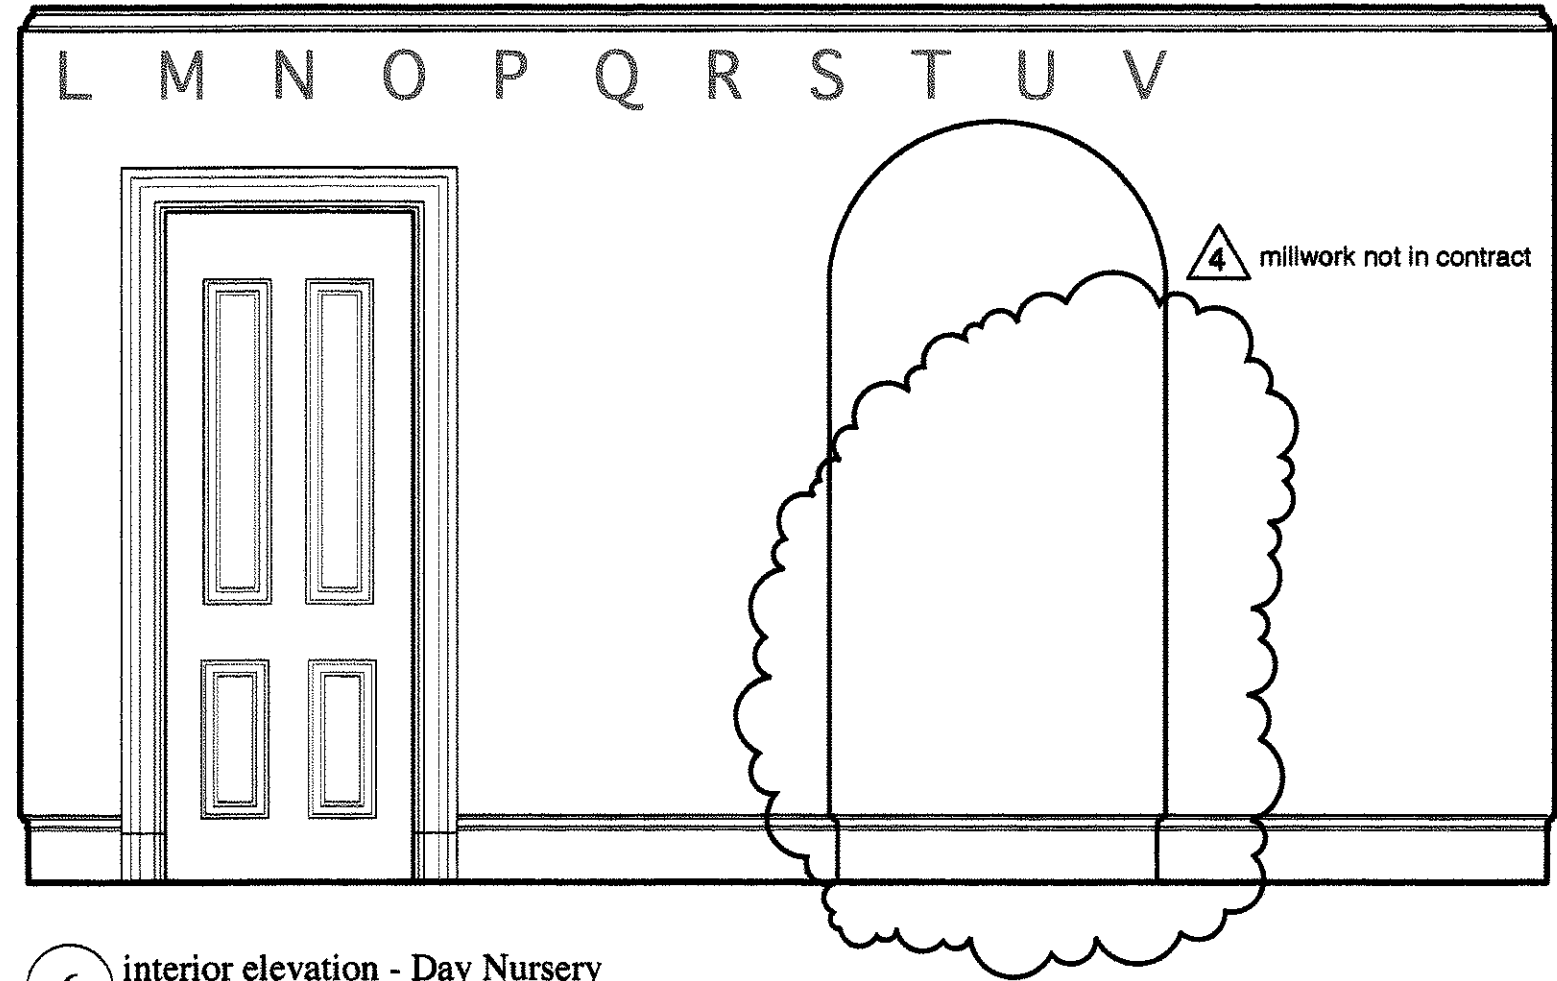 L M N O P Q R S T U V
4 millwork not in contract
interior elevation - Day Nursery